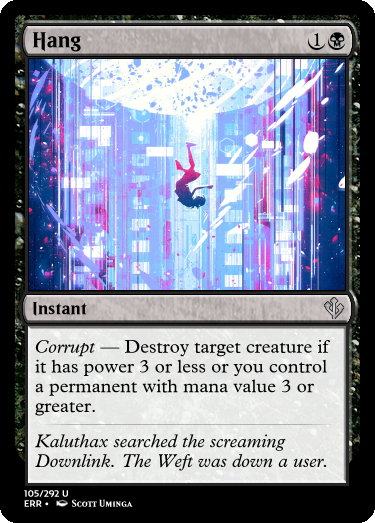 Hang 1
Instant
Corrupt — Destroy target creature if
it has power 3 or less or you control
a permanent with mana value 3 or
greater.
Kaluthax searched the screaming
Downlink. The Weft was down a user.
105/292 U
ERR • Scott Uminga